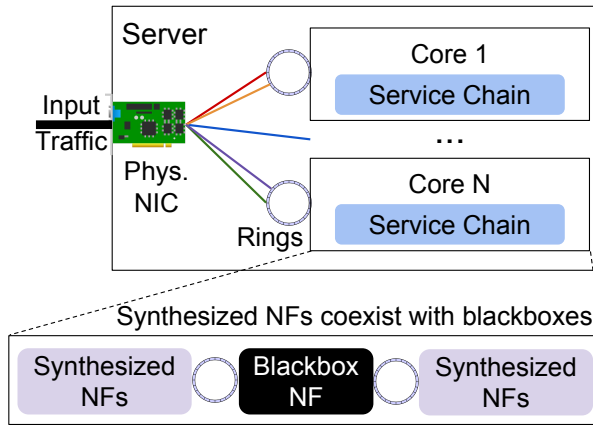 Server
Input
Traffic
Phys.
NIC
Rings
Core 1
Service Chain
...
Core N
Service Chain
Synthesized NFs coexist with blackboxes
Synthesized
NFs
Blackbox
NF
Synthesized
NFs